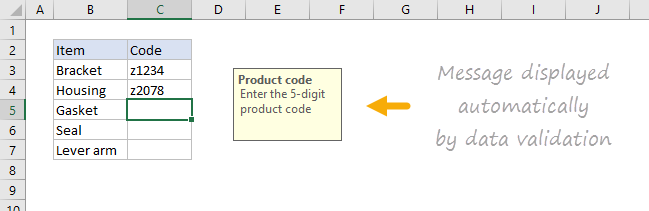 A B C D E F G H I J
1
2 Item Code
3 Bracket z1234
4 Housing z2078
5 Gasket
6 Seal
7 Lever arm
8
9
10
Product code
Enter the 5-digit
product code
Message displayed
automatically
by data validation